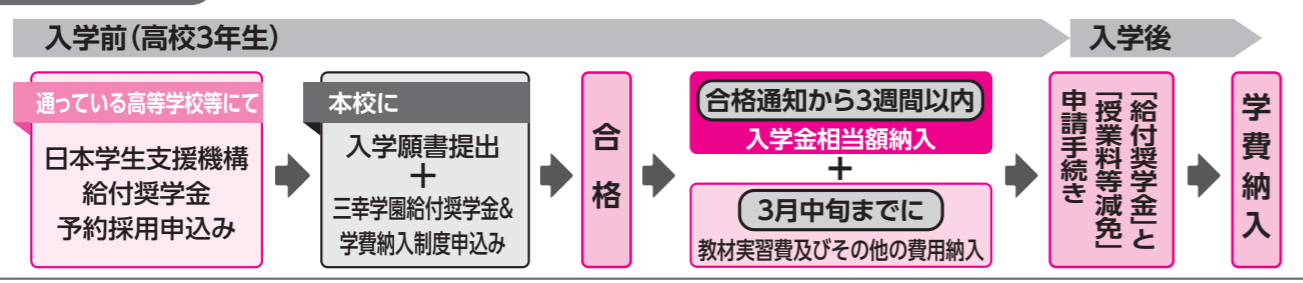 入学前(高校3年生)
入学後
通っている高等学校等にて
日本学生支援機構
給付奨学金
予約採用申込み
本校に
入学願書提出
+
三幸学園給付奨学金&
学費納入制度申込み
合格
合格通知から3週間以内
入学金相当額納入
+
3月中旬までに
教材実習費及びその他の費用納入
「給付奨学金」と
「授業料等減免」
申請手続き
学費納入